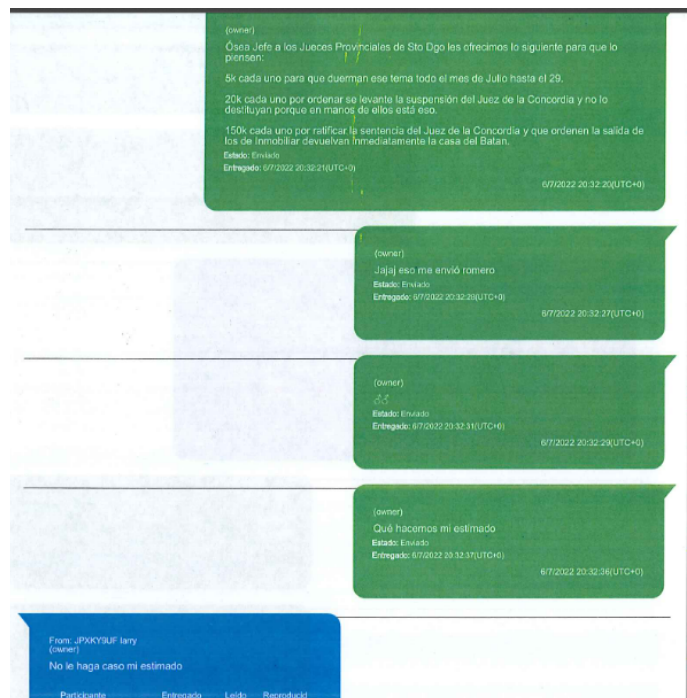 (owner)
Ósea Jefe a los Jueces Provinciales de Sto Dgo les ofrecimos lo siguiente para que lo
piensen:
5k cada uno para que duerman ese tema todo el mes de Julio hasta el 29.
20k cada uno por ordenar se levante la suspensión del Juez de la Concordia y no lo
destituyan porque en manos de ellos está eso.
150k cada uno por ratificar la sentencia del Juez de la Concordia y que ordenen la salida de
los de Inmobiliar devuelvan inmediatamente la casa del Batan.
Estado: Enviado
Entregado: 6/7/2022 20:32:21(UTC+0)
6/7/2022 20:32:20(UTC+0)
(owner)
Jajaj eso me envió romero
Estado: Enviado
Entregado: 6/7/2022 20:32:28(UTC+0)
6/7/2022 20:32:27(UTC+0)
(owner)
Estado: Enviado
Entregado: 6/7/2022 20:32:31(UTC+0)
6/7/2022 20:32:29(UTC+0)
(owner)
Qué hacemos mi estimado
Estado: Enviado
Entregado: 6/7/2022 20:32:37(UTC+0)
6/7/2022 20:32:36(UTC+0)
From: JPXKY9UF larry
(owner)
No le haga caso mi estimado
Participante Entregado Leído Reproducid